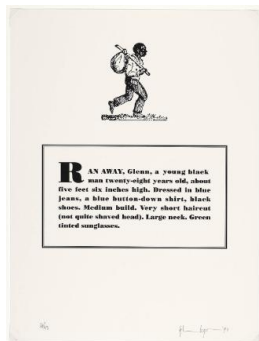 RAN AWAY, Glenn, a young black
man twenty-eight years old, about
five feet six inches high. Dressed in blue
jeans, a blue button-down shirt, black
shoes. Medium build. Very short haircut
(not quite shaved head). Large neck. Green
tinted sunglasses.